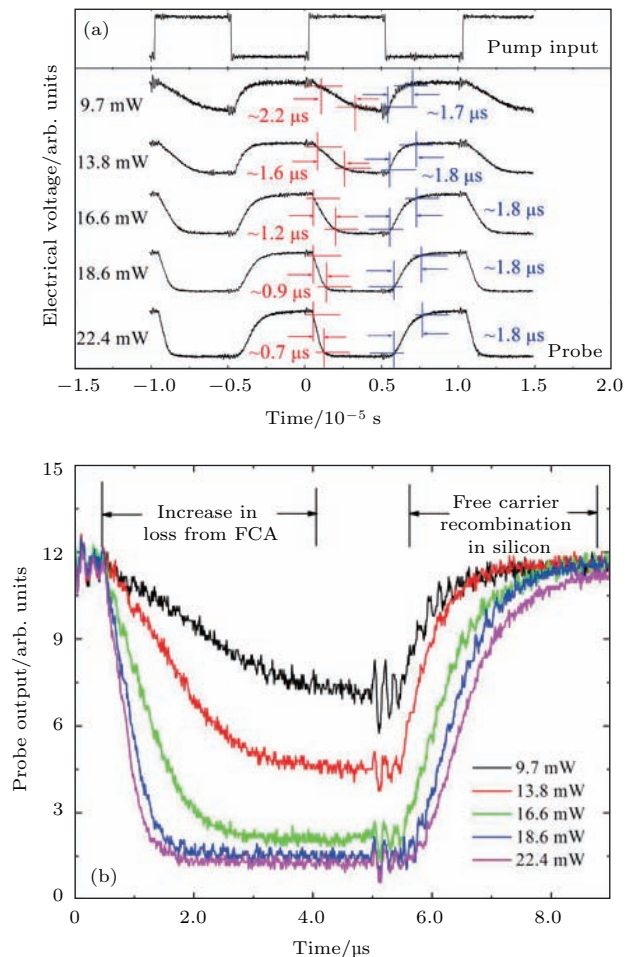 (a)
Pump input
9.7 mW
~2.2 µs
~1.7 µs
13.8 mW
~1.6 µs
~1.8 µs
16.6 mW
~1.2 µs
~1.8 µs
18.6 mW
~0.9 µs
~1.8 µs
22.4 mW
~0.7 µs
~1.8 µs
Probe
Electrical voltage/arb. units
−1.5 −1.0 −0.5 0 0.5 1.0 1.5 2.0
Time/10⁻⁵ s
15
12
9
6
3
0
Probe output/arb. units
Increase in
loss from FCA
Free carrier
recombination
in silicon
9.7 mW
13.8 mW
16.6 mW
18.6 mW
22.4 mW
(b)
0 2.0 4.0 6.0 8.0
Time/µs